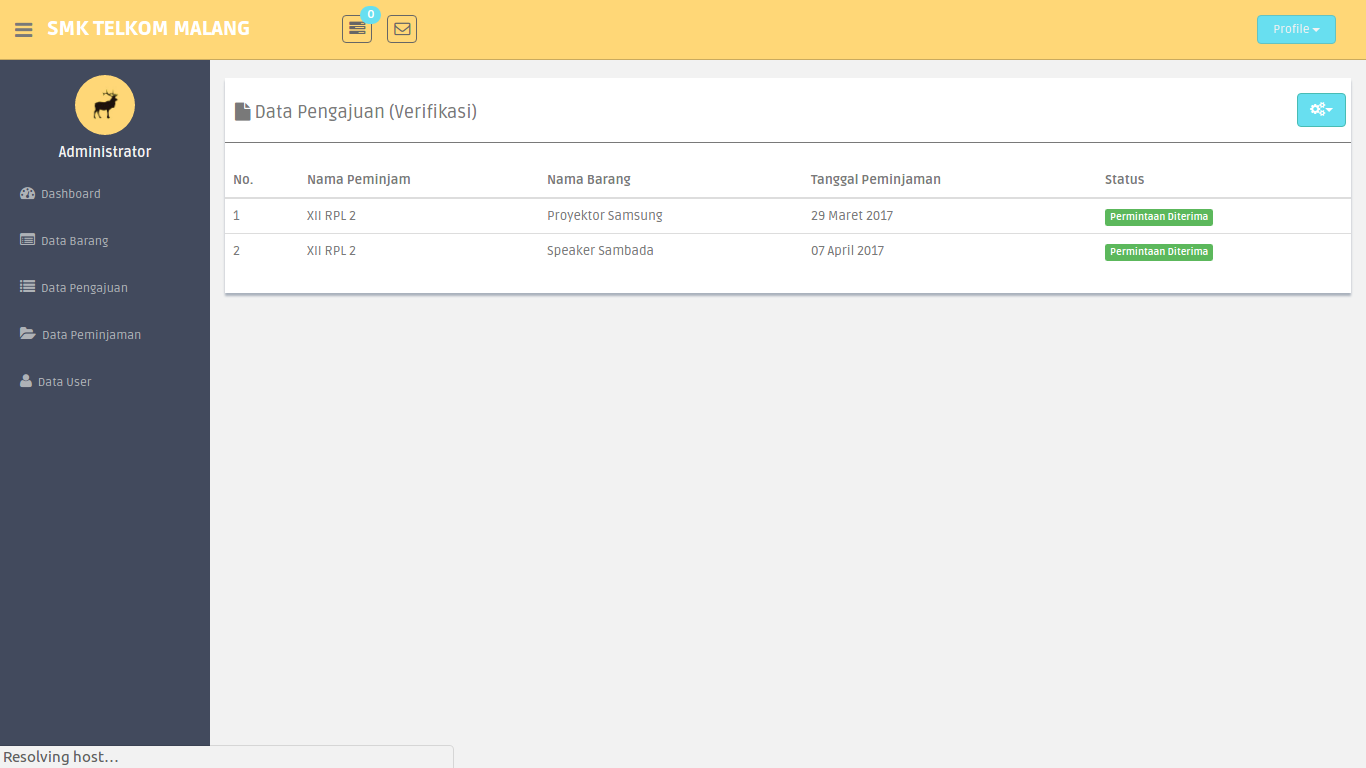 SMK TELKOM MALANG
0
Profile
Administrator
Dashboard
Data Barang
Data Pengajuan
Data Peminjaman
Data User
Data Pengajuan (Verifikasi)
No. Nama Peminjam Nama Barang Tanggal Peminjaman Status
1 XII RPL 2 Proyektor Samsung 29 Maret 2017 Permintaan Diterima
2 XII RPL 2 Speaker Sambada 07 April 2017 Permintaan Diterima
Resolving host…